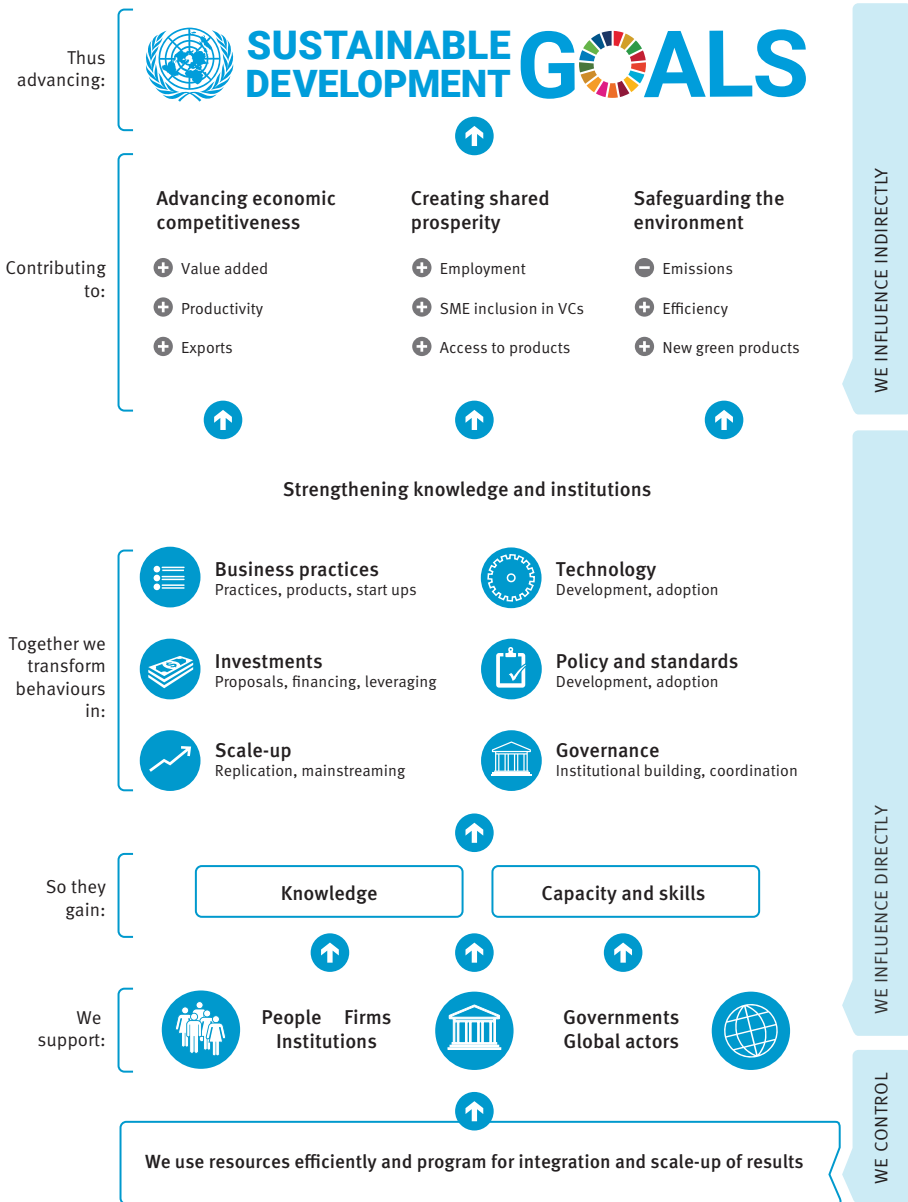 Thus
advancing:
SUSTAINABLE
DEVELOPMENT
GOALS
Contributing
to:
Advancing economic
competitiveness
Value added
Productivity
Exports
Creating shared
prosperity
Employment
SME inclusion in VCs
Access to products
Safeguarding the
environment
Emissions
Efficiency
New green products
WE INFLUENCE INDIRECTLY
Strengthening knowledge and institutions
Together we
transform
behaviours
in:
Business practices
Practices, products, start ups
Technology
Development, adoption
Investments
Proposals, financing, leveraging
Policy and standards
Development, adoption
Scale-up
Replication, mainstreaming
Governance
Institutional building, coordination
So they
gain:
Knowledge
Capacity and skills
WE INFLUENCE DIRECTLY
We
support:
People Firms
Institutions
Governments
Global actors
We use resources efficiently and program for integration and scale-up of results
WE CONTROL